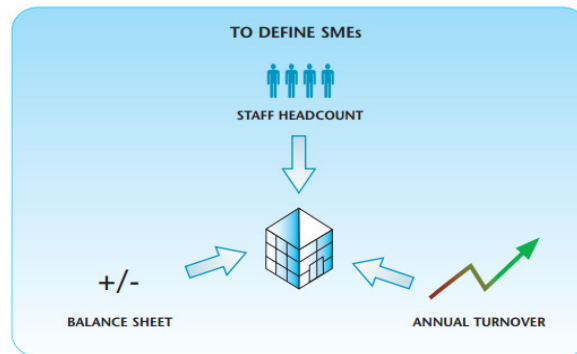 TO DEFINE SMEs
STAFF HEADCOUNT
+/-
BALANCE SHEET
ANNUAL TURNOVER